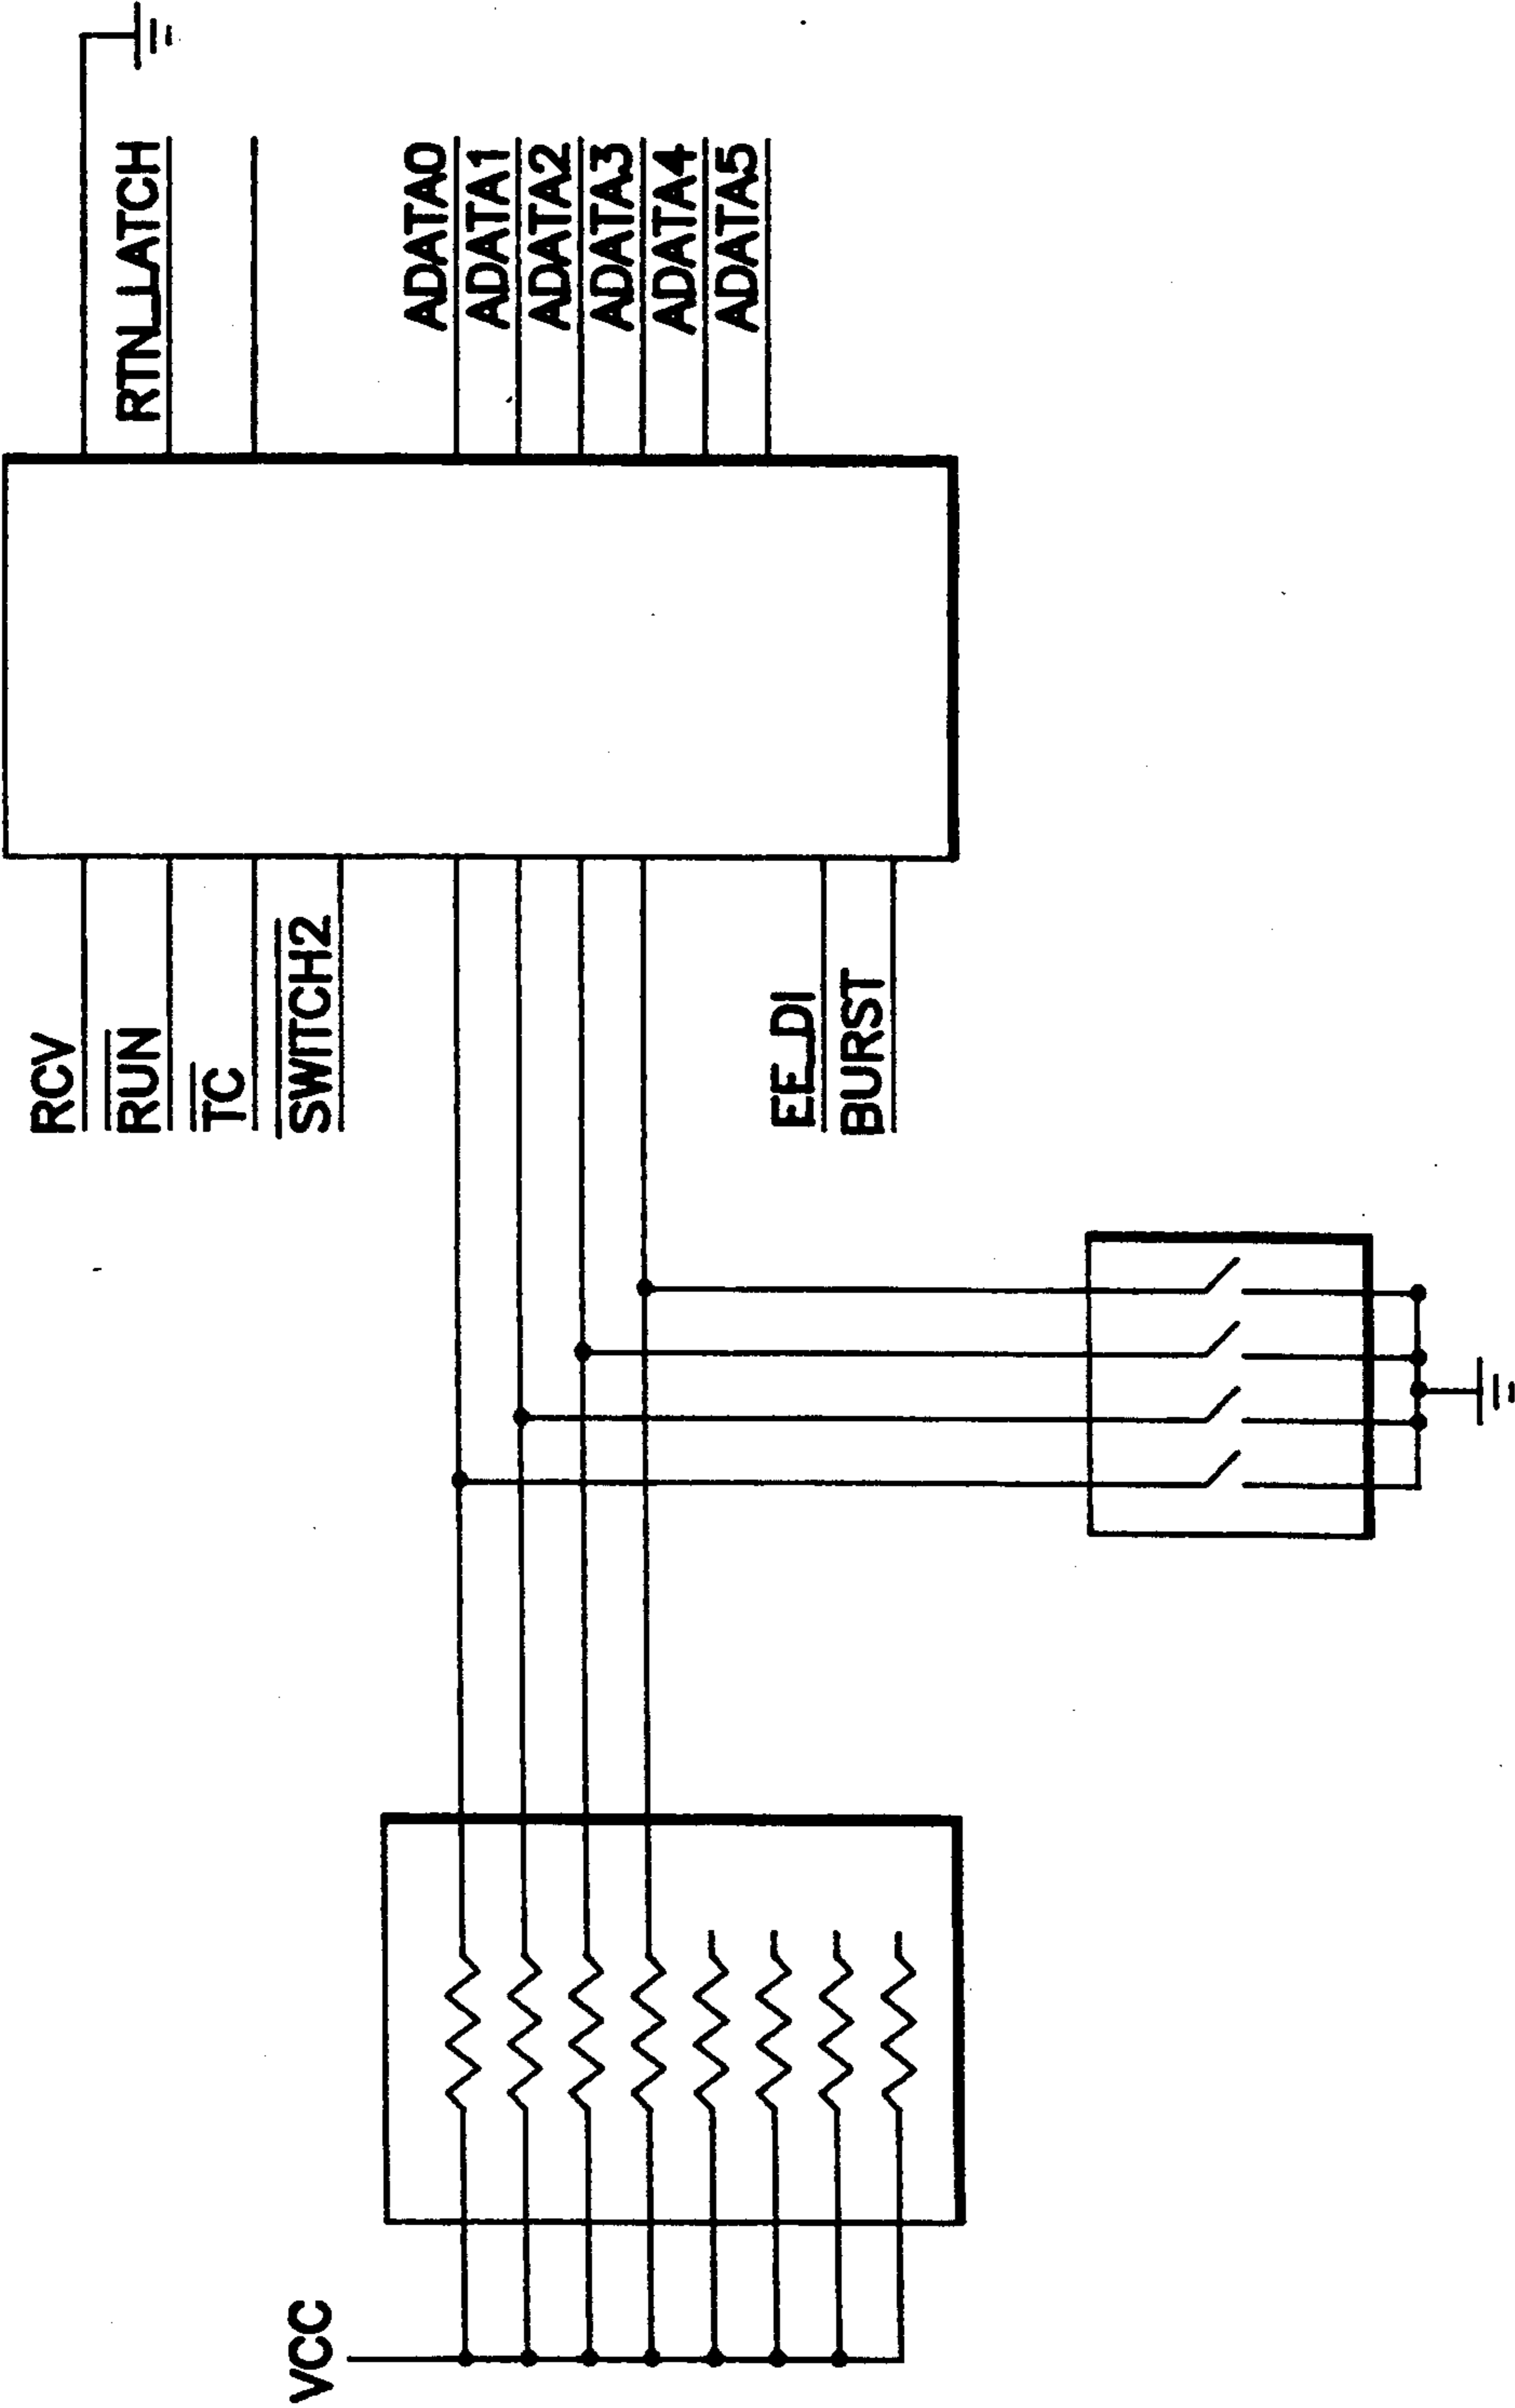 RCV
RUN
RTN_LATCH
TC
VCC
SWITCH2
ADATA0
ADATA1
ADATA2
ADATA3
ADATA4
ADATA5
EE_DI
BURST